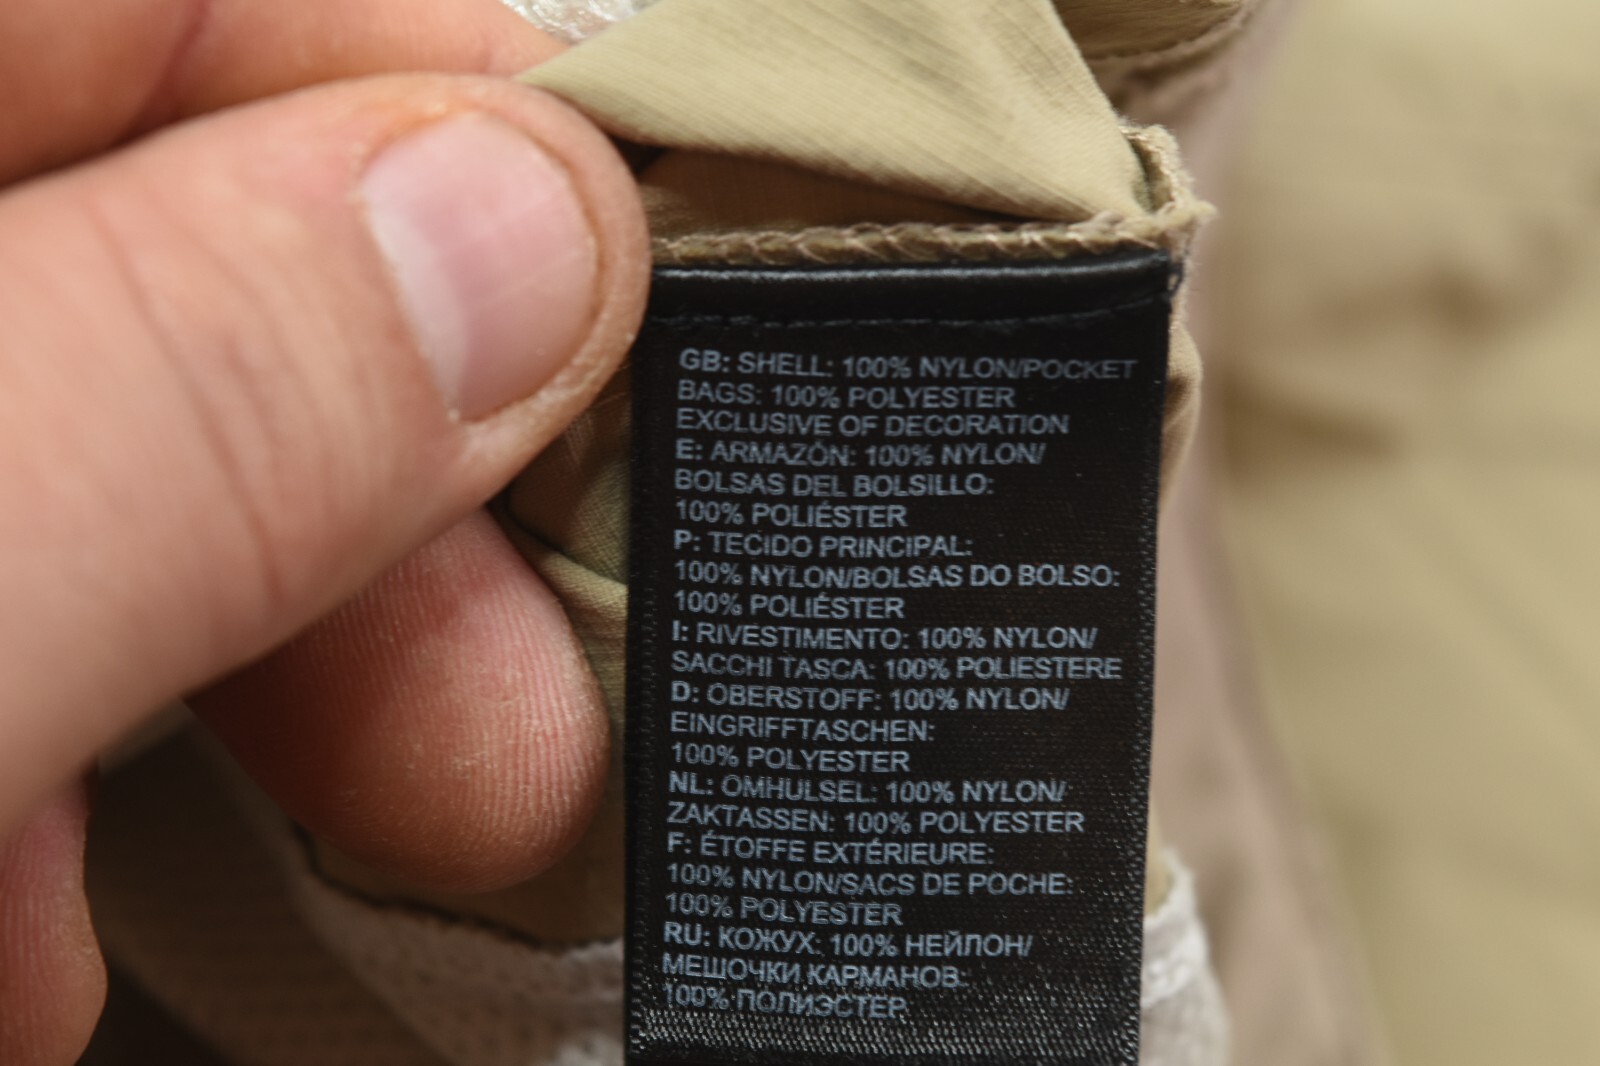 GB: SHELL: 100% NYLON/POCKET
BAGS: 100% POLYESTER
EXCLUSIVE OF DECORATION
E: ARMAZÓN: 100% NYLON/
BOLSAS DEL BOLSILLO:
100% POLIÉSTER
P: TECIDO PRINCIPAL:
100% NYLON/BOLSAS DO BOLSO:
100% POLIÉSTER
I: RIVESTIMENTO: 100% NYLON/
SACCHI TASCA: 100% POLIESTERE
D: OBERSTOFF: 100% NYLON/
EINGRIFFTASCHEN:
100% POLYESTER
NL: OMHULSEL: 100% NYLON/
ZAKTASSEN: 100% POLYESTER
F: ÉTOFFE EXTÉRIEURE:
100% NYLON/SACS DE POCHE:
100% POLYESTER
RU: КОЖУХ: 100% НЕЙЛОН/
МЕШОЧКИ КАРМАНОВ:
100% ПОЛИЭСТЕР